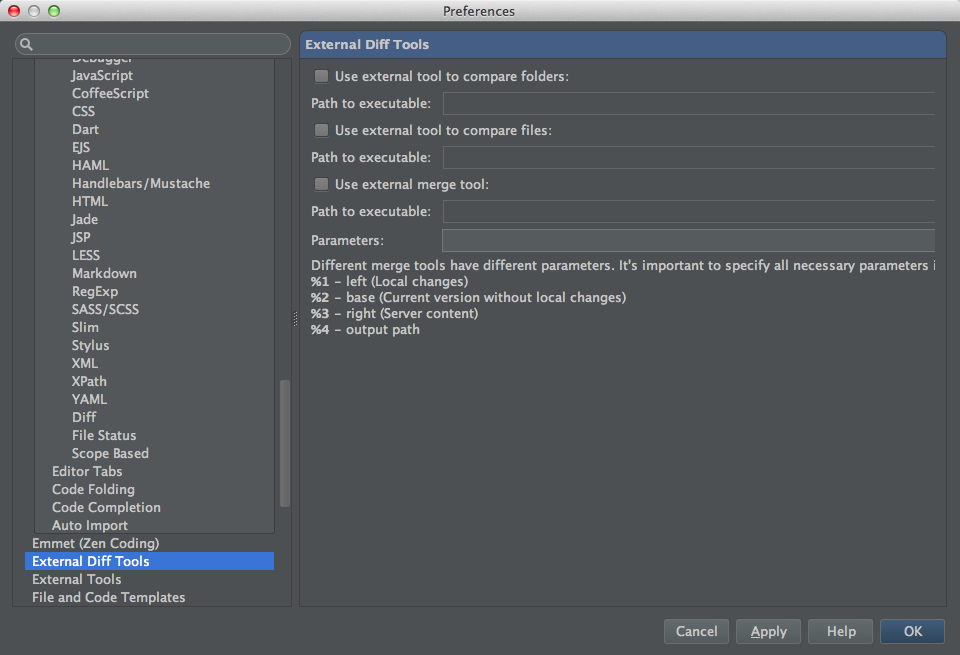 Preferences
Debugger
JavaScript
CoffeeScript
CSS
Dart
EJS
HAML
Handlebars/Mustache
HTML
Jade
JSP
LESS
Markdown
RegExp
SASS/SCSS
Slim
Stylus
XML
XPath
YAML
Diff
File Status
Scope Based
Editor Tabs
Code Folding
Code Completion
Auto Import
Emmet (Zen Coding)
External Diff Tools
External Tools
File and Code Templates
External Diff Tools
Use external tool to compare folders:
Path to executable:
Use external tool to compare files:
Path to executable:
Use external merge tool:
Path to executable:
Parameters:
Different merge tools have different parameters. It's important to specify all necessary parameters i
%1 - left (Local changes)
%2 - base (Current version without local changes)
%3 - right (Server content)
%4 - output path
Cancel
Apply
Help
OK